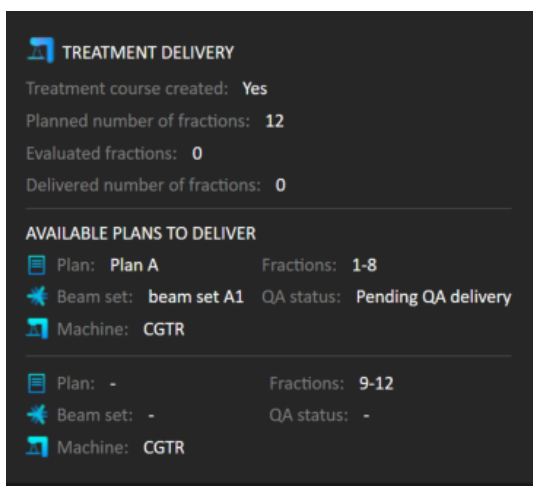 TREATMENT DELIVERY
Treatment course created: Yes
Planned number of fractions: 12
Evaluated fractions: 0
Delivered number of fractions: 0
AVAILABLE PLANS TO DELIVER
Plan: Plan A Fractions: 1-8
Beam set: beam set A1 QA status: Pending QA delivery
Machine: CGTR
Plan: - Fractions: 9-12
Beam set: - QA status: -
Machine: CGTR